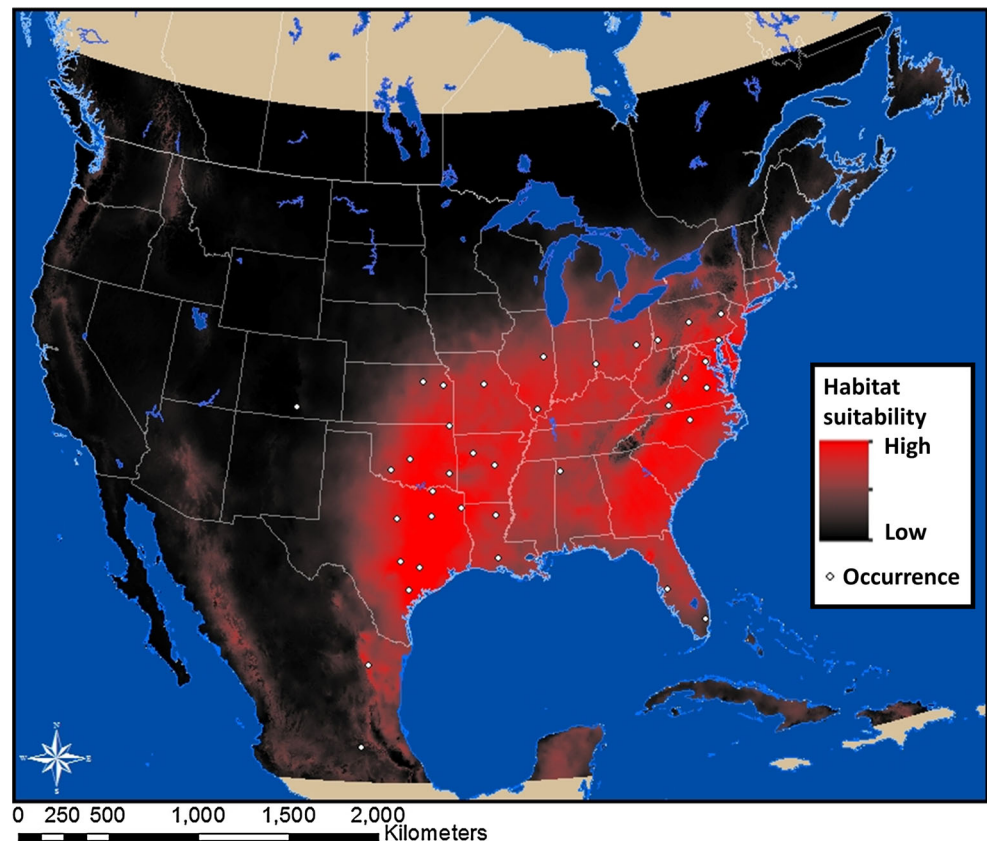 Habitat
suitability
High
Low
Occurrence
N
W
E
S
0 250 500 1,000 1,500 2,000
Kilometers